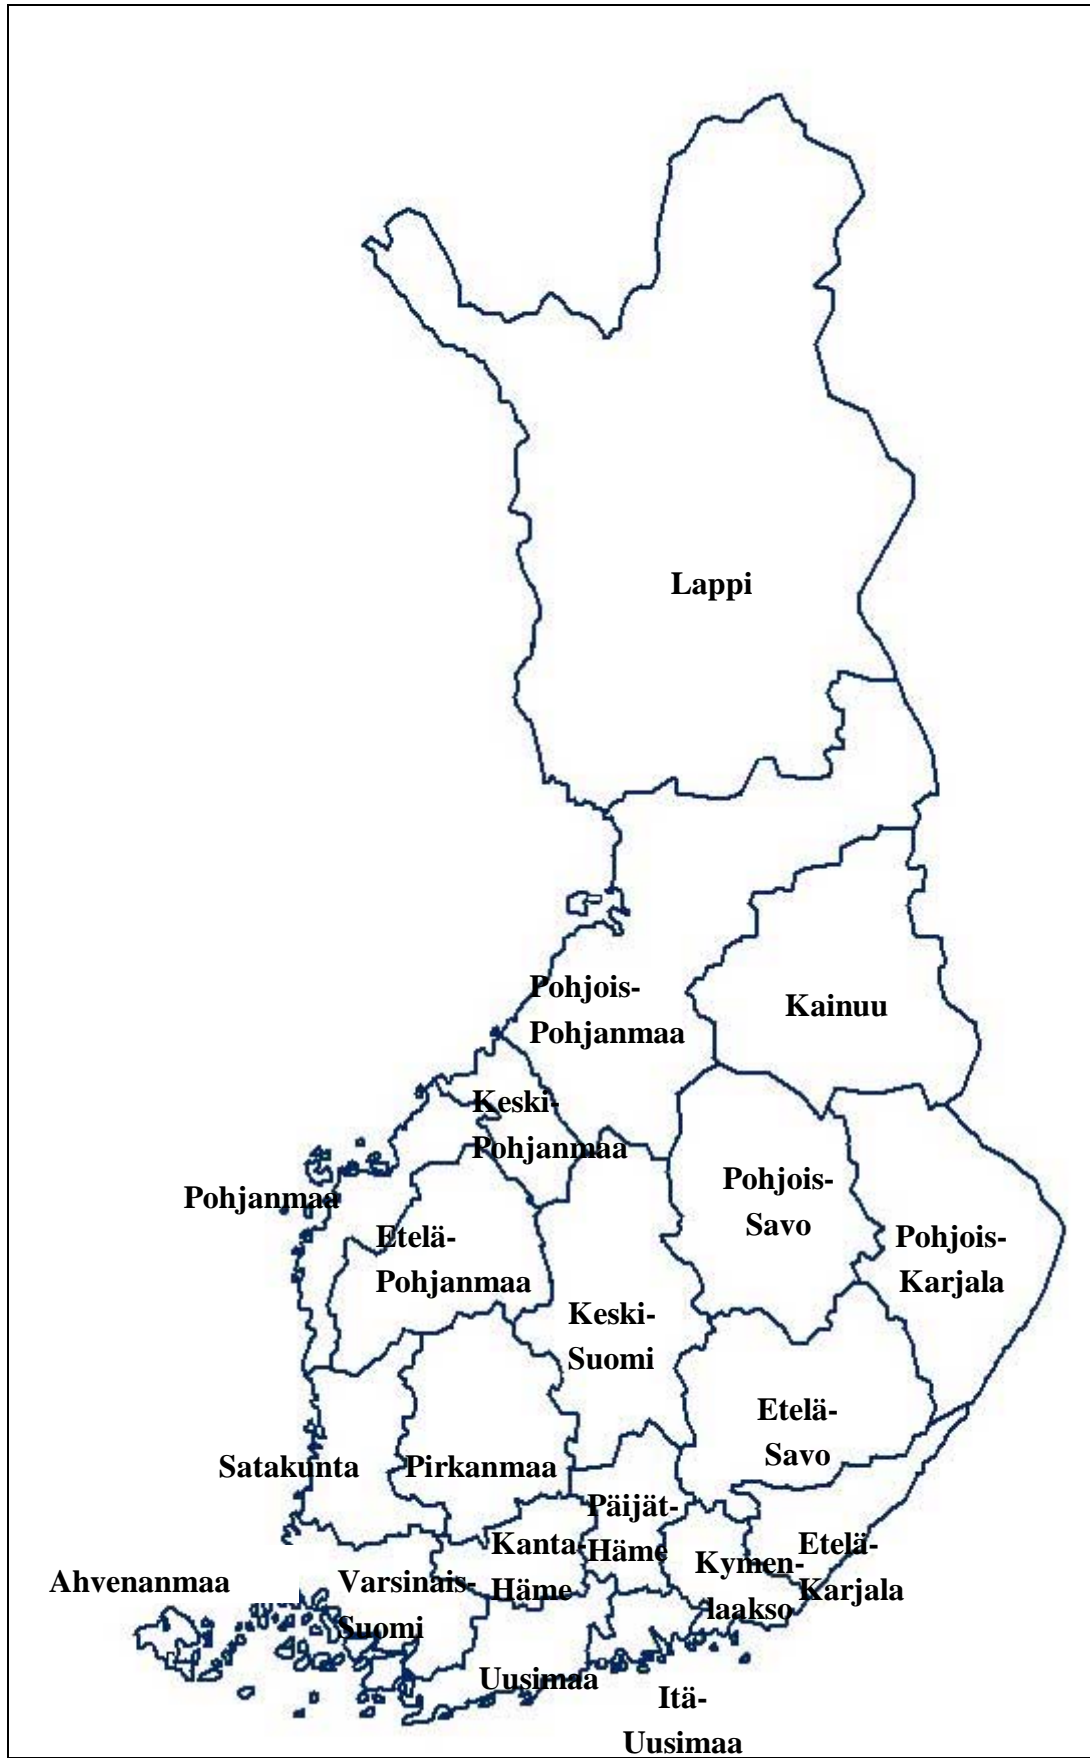 Lappi
Pohjois-
Pohjanmaa
Kainuu
Keski-
Pohjanmaa
Pohjanmaa
Etelä-
Pohjanmaa
Pohjois-
Savo
Pohjois-
Karjala
Keski-
Suomi
Etelä-
Savo
Satakunta
Pirkanmaa
Päijät-
Häme
Kanta-
Häme
Kymen-
laakso
Etelä-
Karjala
Ahvenanmaa
Varsinais-
Suomi
Uusimaa
Itä-
Uusimaa